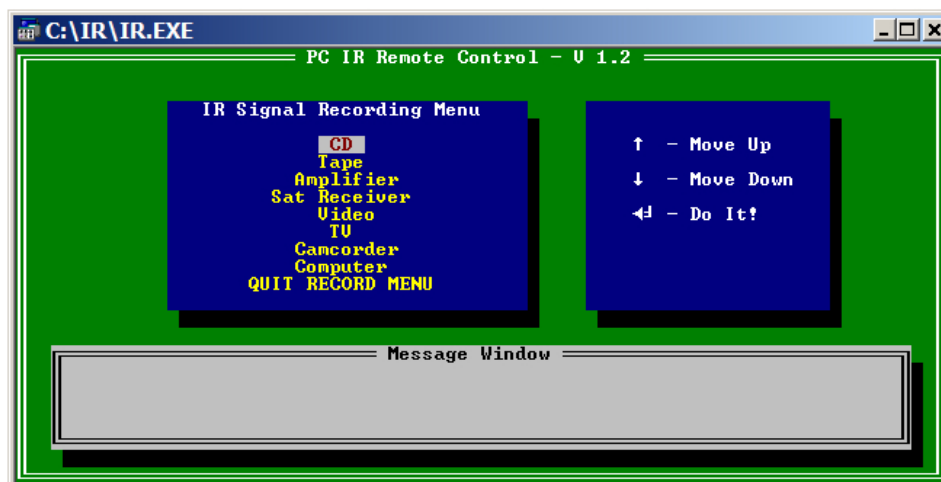 C:\IR\IR.EXE
PC IR Remote Control - V 1.2
IR Signal Recording Menu
CD
Tape
Amplifier
Sat Receiver
Video
TV
Camcorder
Computer
QUIT RECORD MENU
↑ - Move Up
↓ - Move Down
◄┘ - Do It!
Message Window